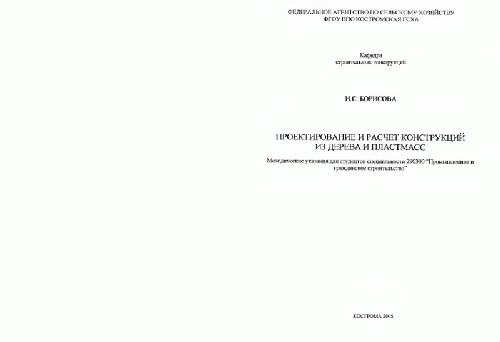 ФЕДЕРАЛЬНОЕ АГЕНТСТВО ПО СЕЛЬСКОМУ ХОЗЯЙСТВУ
ФГОУ ВПО КОСТРОМСКАЯ ГСХА
Кафедра
строительных конструкций
Н.С. БОРИСОВА
ПРОЕКТИРОВАНИЕ И РАСЧЕТ КОНСТРУКЦИЙ
ИЗ ДЕРЕВА И ПЛАСТМАСС
Методические указания для студентов специальности 290300 "Промышленное и
гражданское строительство"
КОСТРОМА 2005